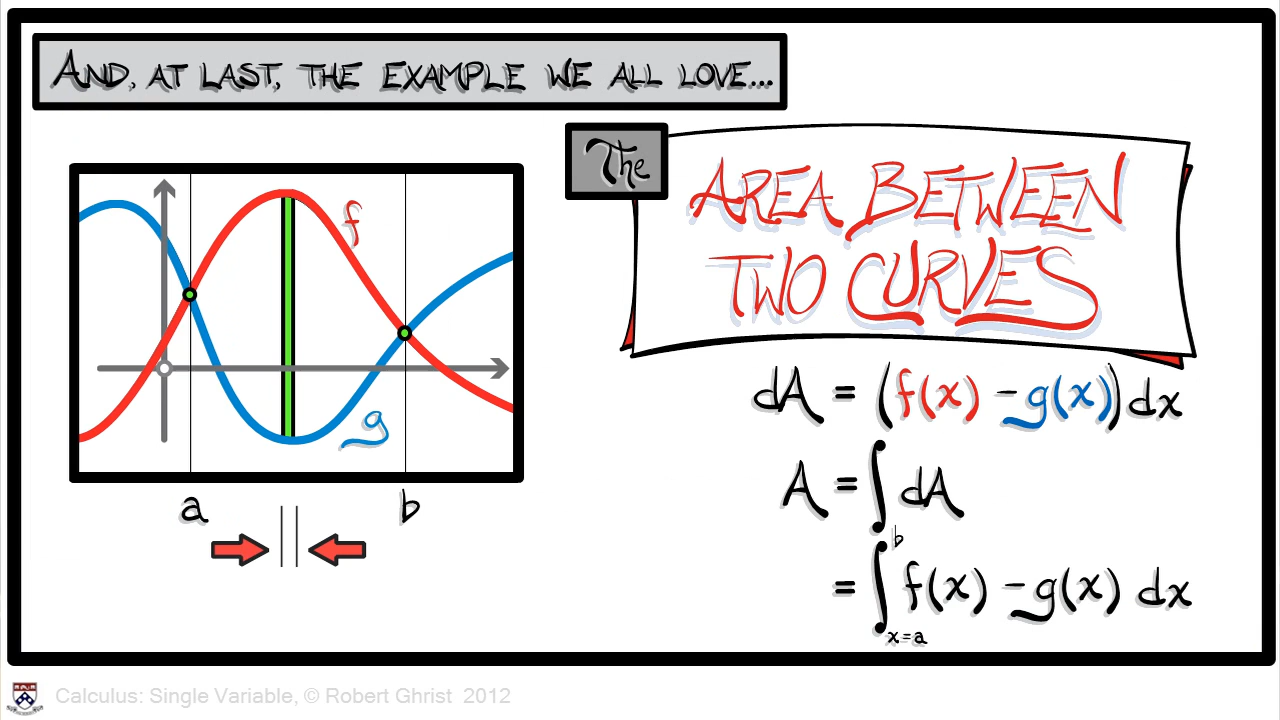 AND, AT LAST, THE EXAMPLE WE ALL LOVE...
The
AREA BETWEEN
TWO CURVES
f
g
a
b
dA = (f(x) - g(x)) dx
A = ∫ dA
= ∫ f(x) - g(x) dx
b
x=a
Calculus: Single Variable, © Robert Ghrist 2012